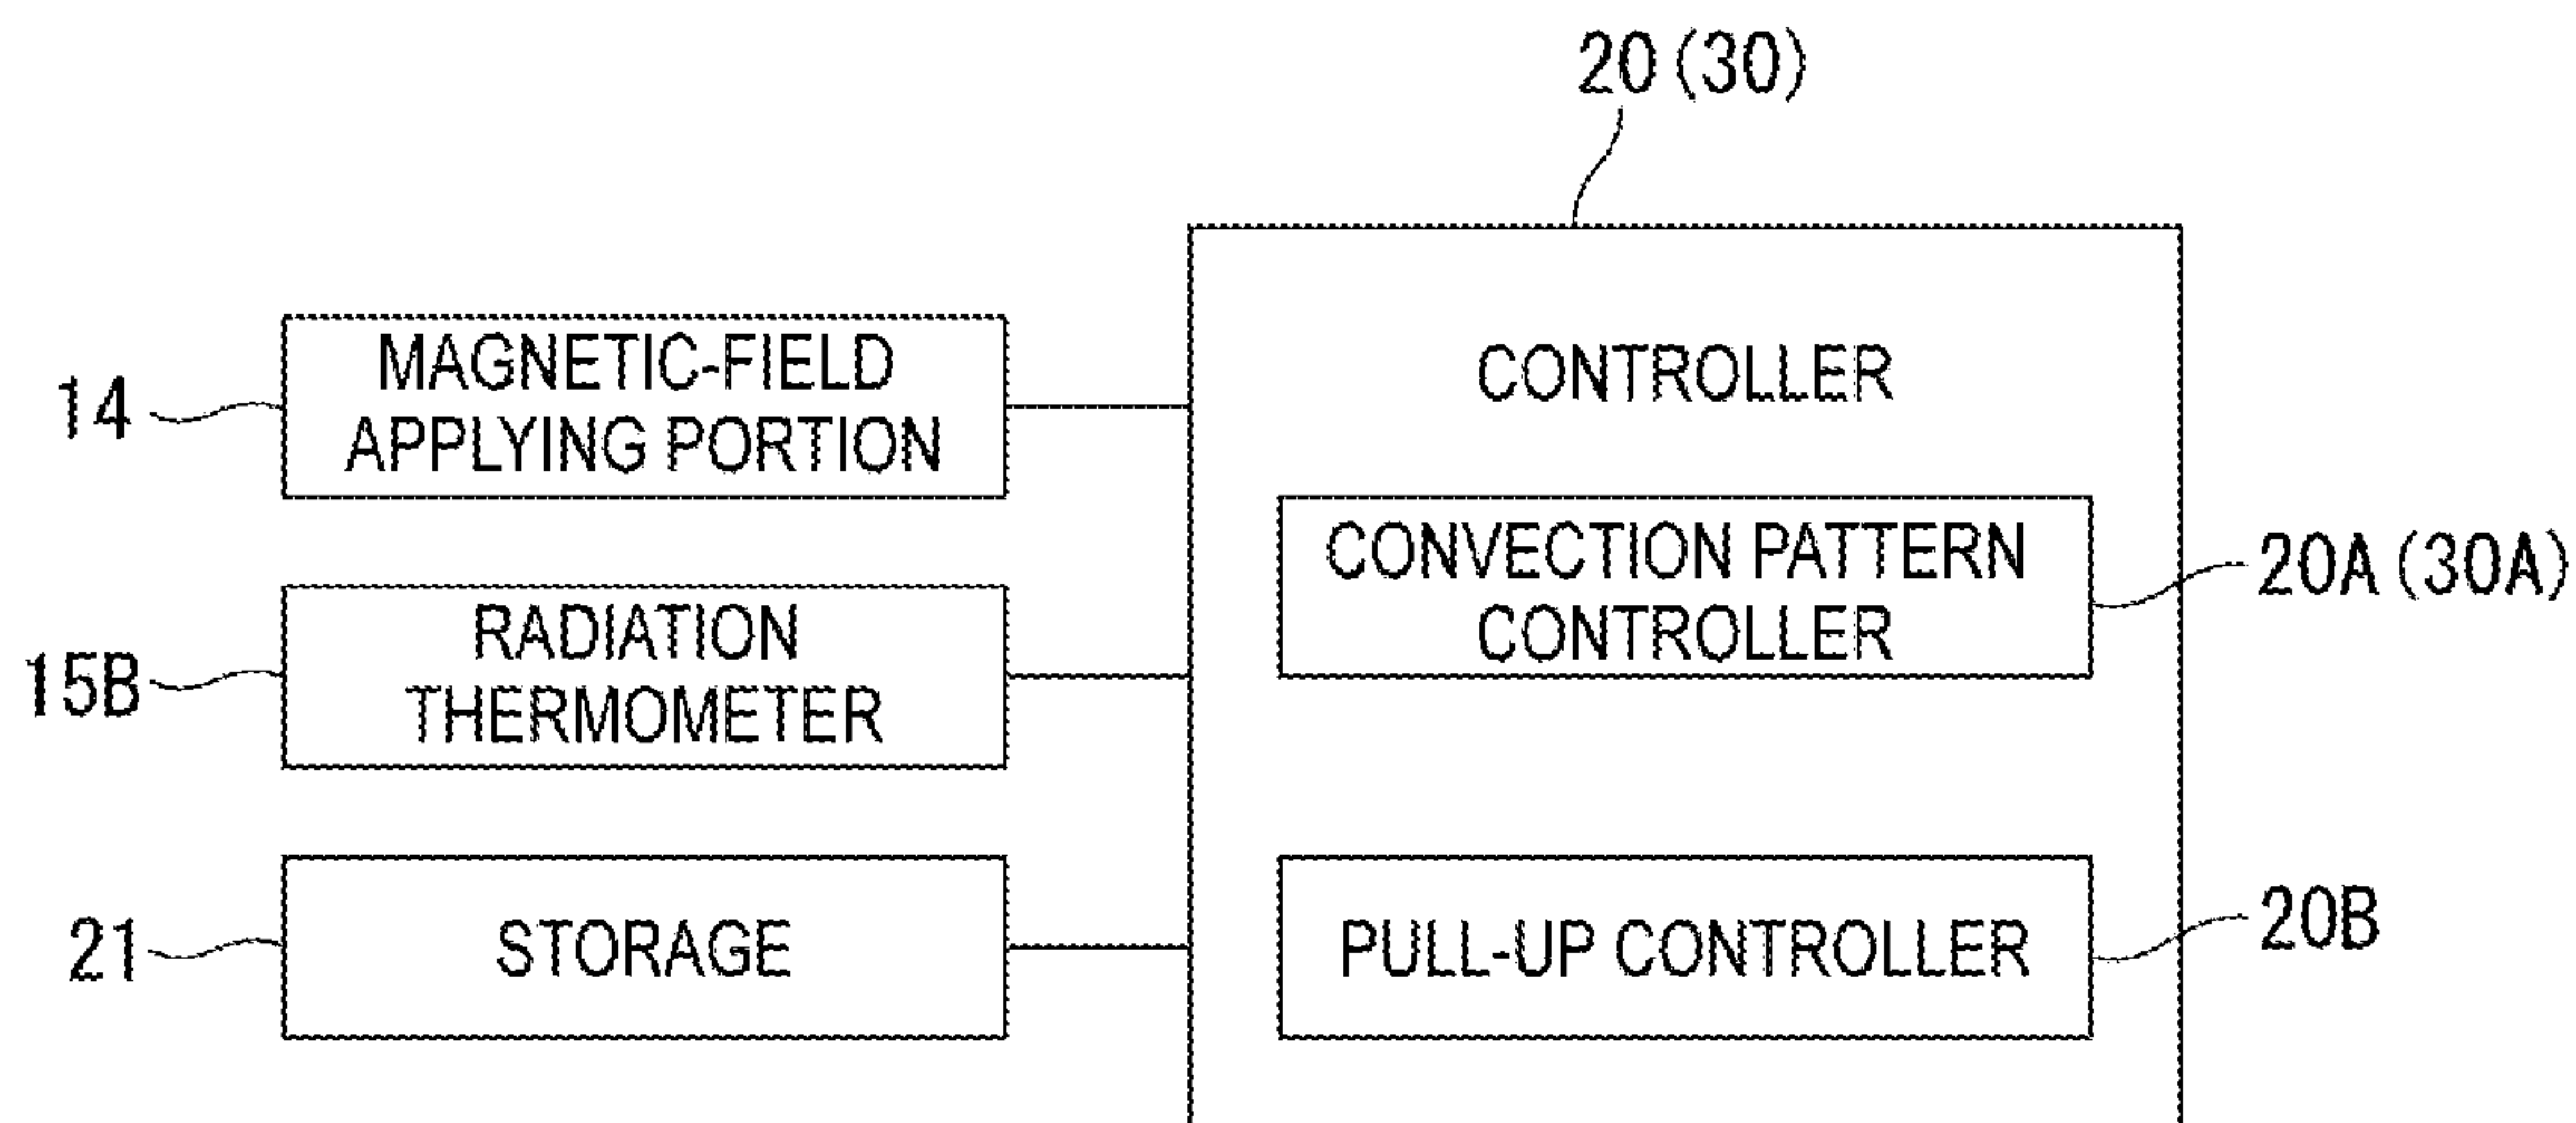 20 (30)
CONTROLLER
14
MAGNETIC-FIELD
APPLYING PORTION
CONVECTION PATTERN
CONTROLLER
20A (30A)
15B
RADIATION
THERMOMETER
21
STORAGE
PULL-UP CONTROLLER
20B